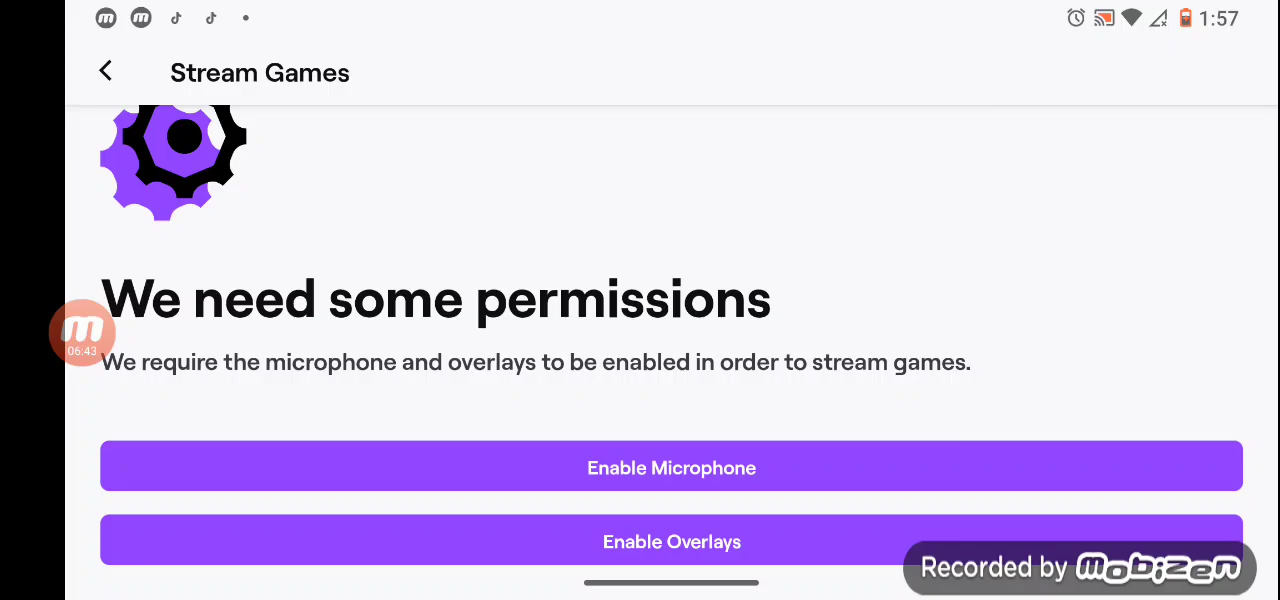 1:57
Stream Games
We need some permissions
06:43
We require the microphone and overlays to be enabled in order to stream games.
Enable Microphone
Enable Overlays
Recorded by mobizen